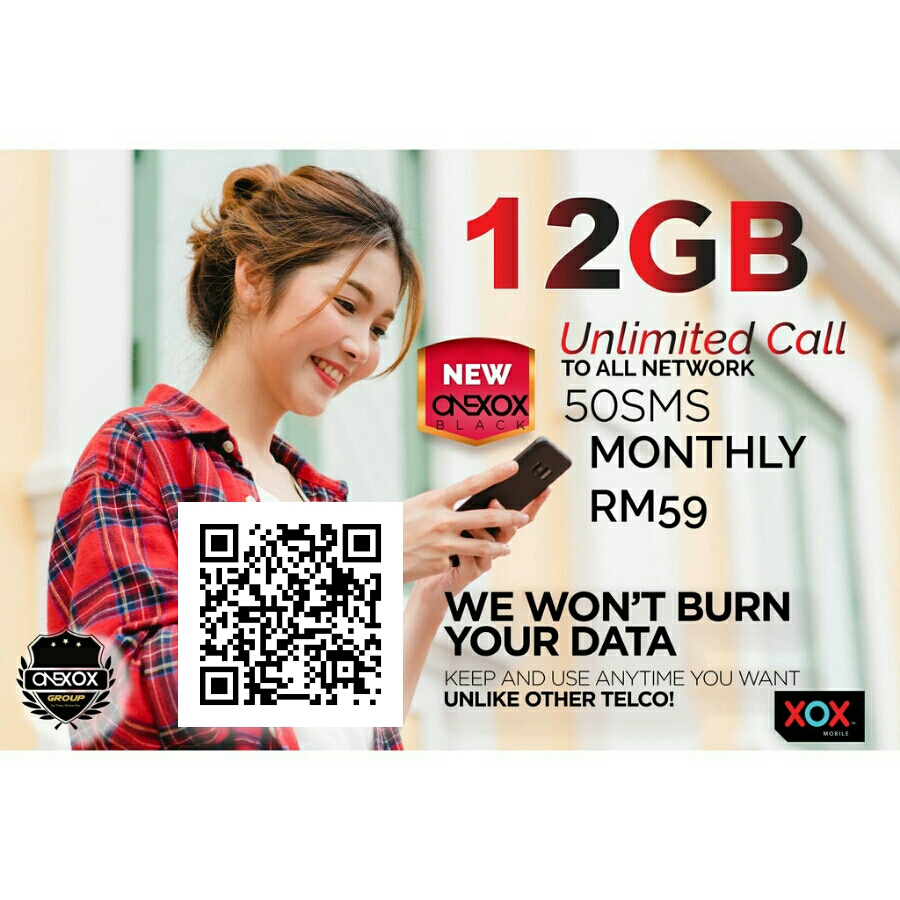 12GB
Unlimited Call
TO ALL NETWORK
50SMS
MONTHLY
RM59
NEW
ONEXOX
BLACK
WE WON'T BURN
YOUR DATA
KEEP AND USE ANYTIME YOU WANT
UNLIKE OTHER TELCO!
ONEXOX
GROUP
XOX
MOBILE